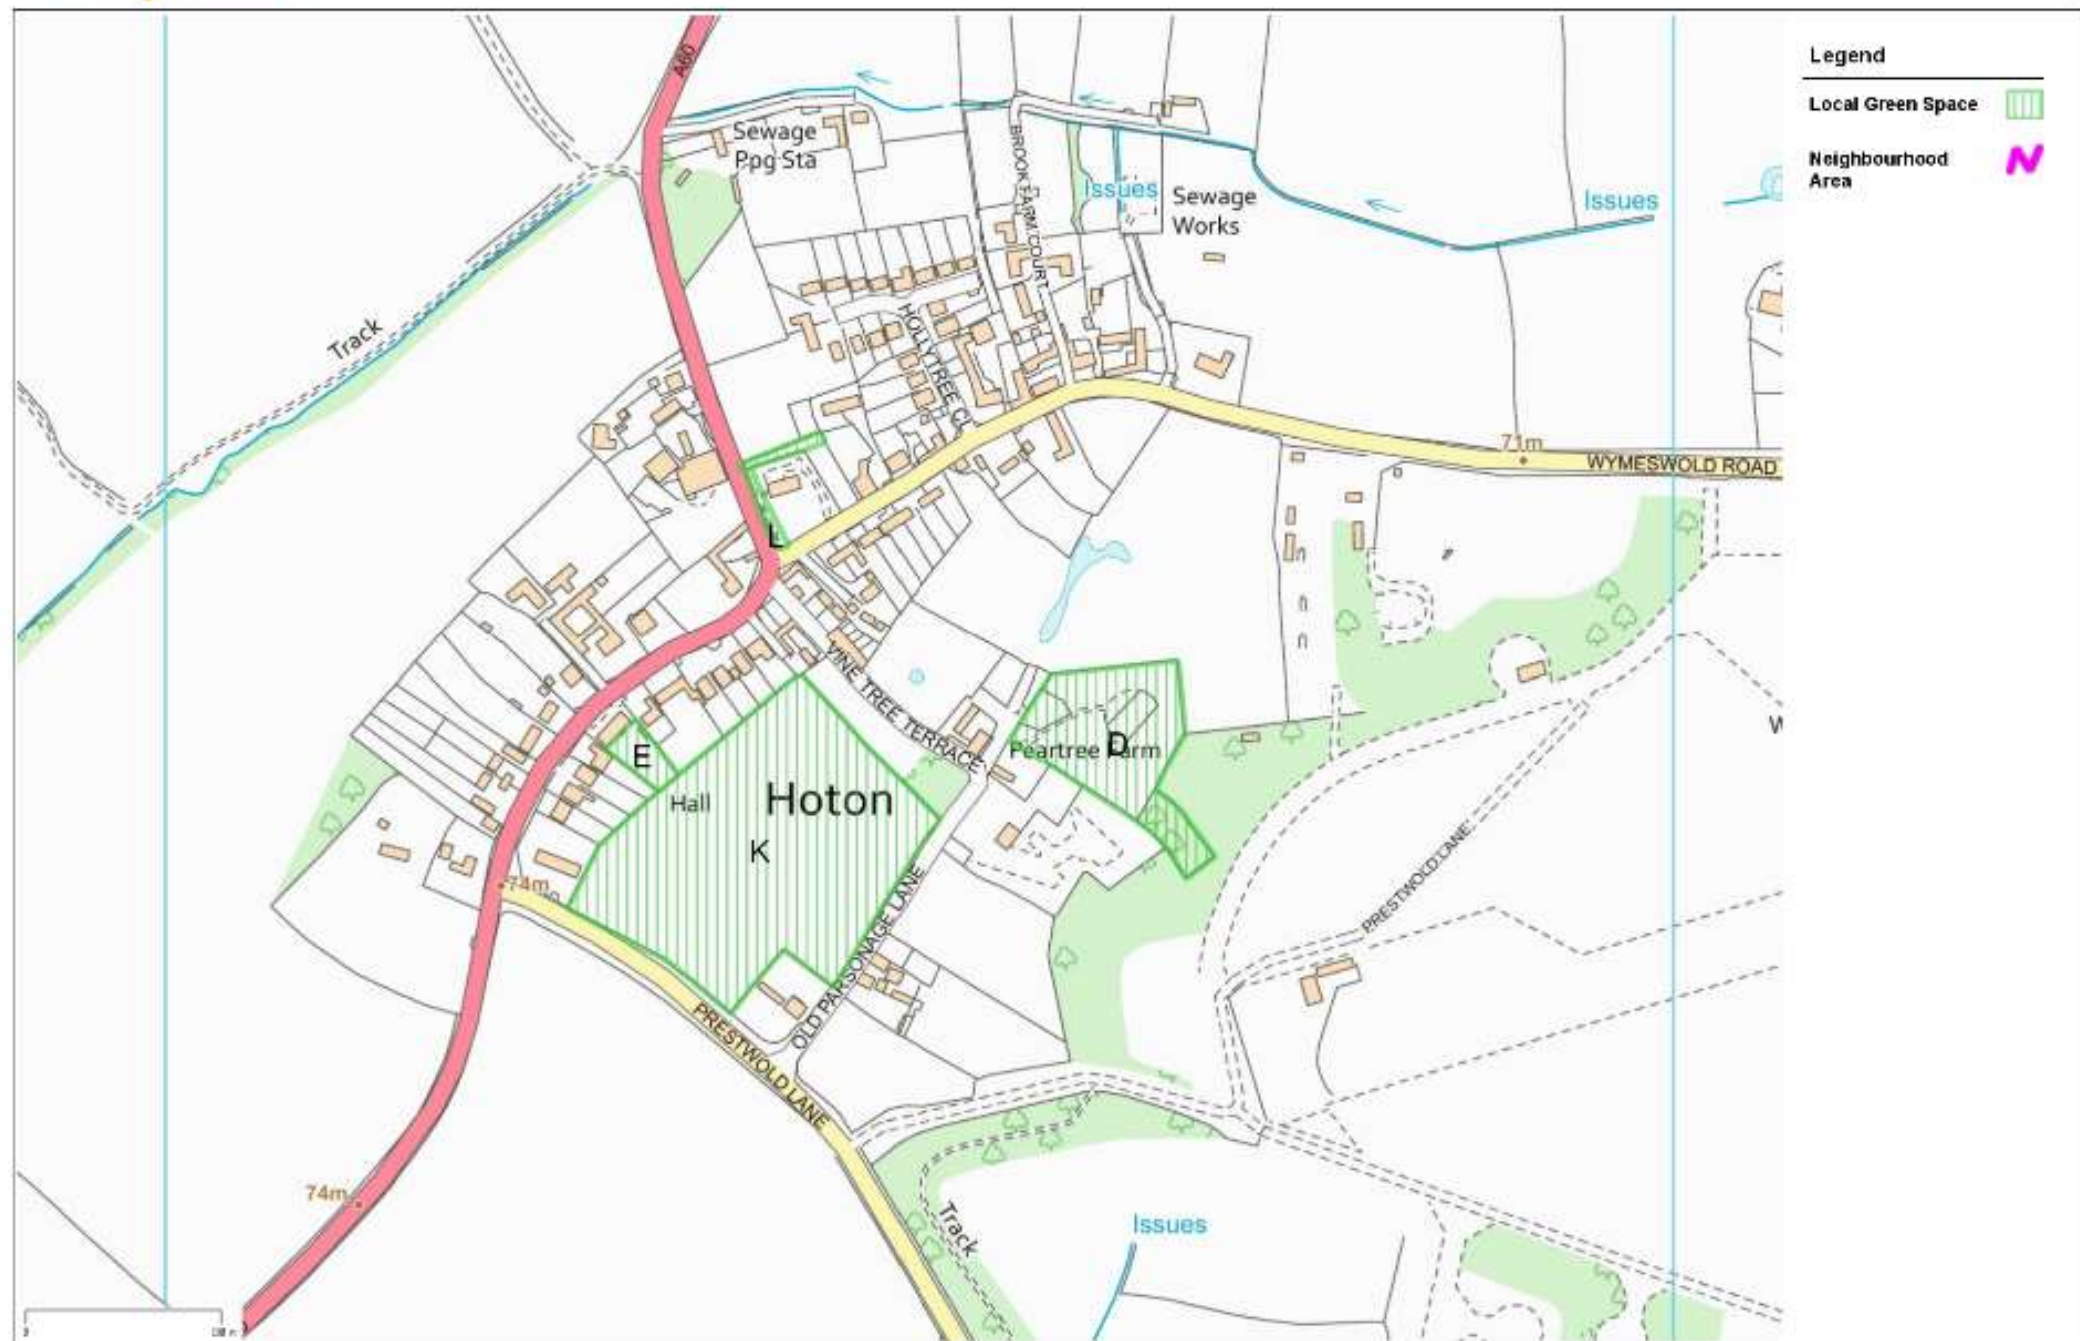 Legend
Local Green Space
Neighbourhood
Area
A60
Sewage
Ppg Sta
BROOK FARM COURT
Issues
Sewage
Works
Issues
Track
HOLLYTREE CL
71m
WYMESWOLD ROAD
L
VINE TREE TERRACE
E
Peartree Farm
D
Hall
Hoton
K
74m
OLD PARSONAGE LANE
PRESTWOLD LANE
PRESTWOLD LANE
74m
Track
Issues